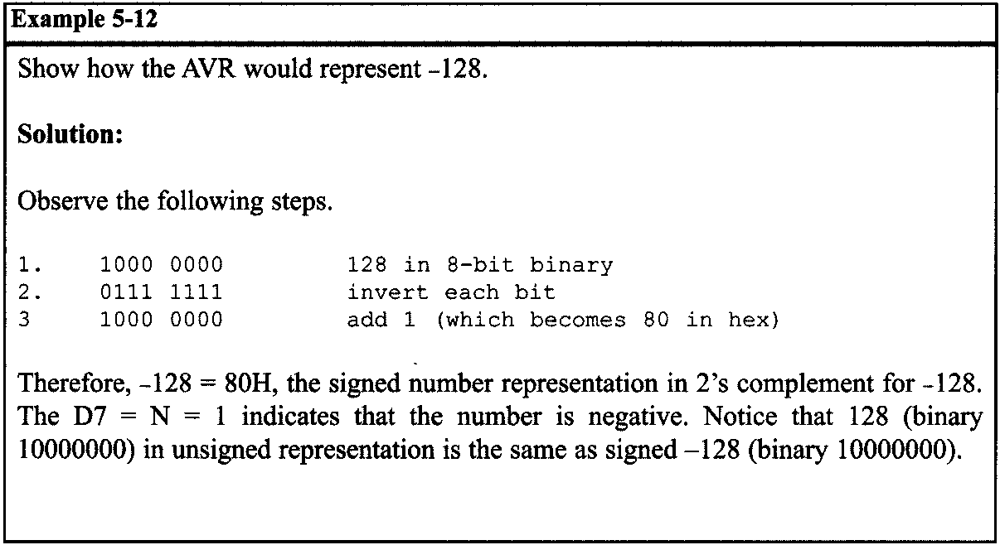 Example 5-12
Show how the AVR would represent –128.
Solution:
Observe the following steps.
1. 1000 0000 128 in 8-bit binary
2. 0111 1111 invert each bit
3 1000 0000 add 1 (which becomes 80 in hex)
Therefore, –128 = 80H, the signed number representation in 2's complement for –128.
The D7 = N = 1 indicates that the number is negative. Notice that 128 (binary
10000000) in unsigned representation is the same as signed –128 (binary 10000000).